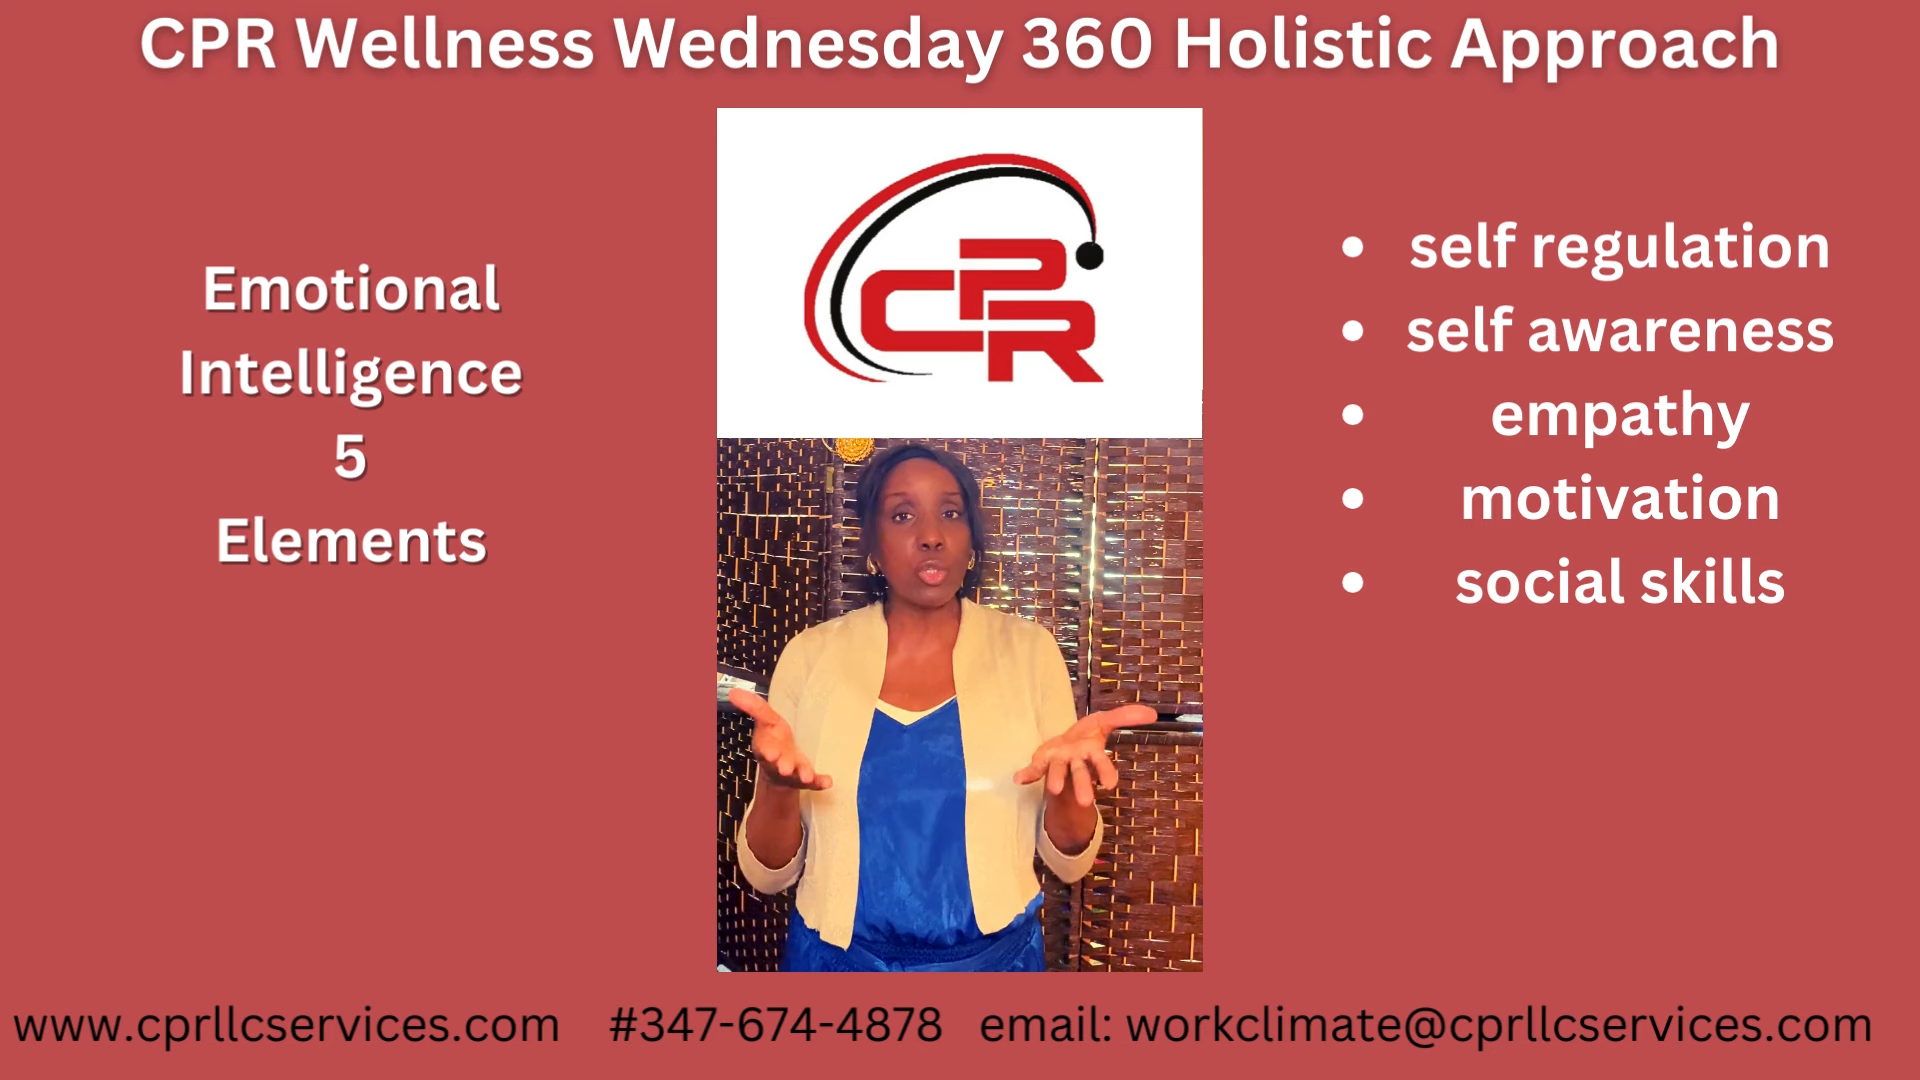 CPR Wellness Wednesday 360 Holistic Approach
Emotional
Intelligence
5
Elements
CPR
self regulation
self awareness
empathy
motivation
social skills
www.cprllcservices.com #347-674-4878 email: workclimate@cprllcservices.com